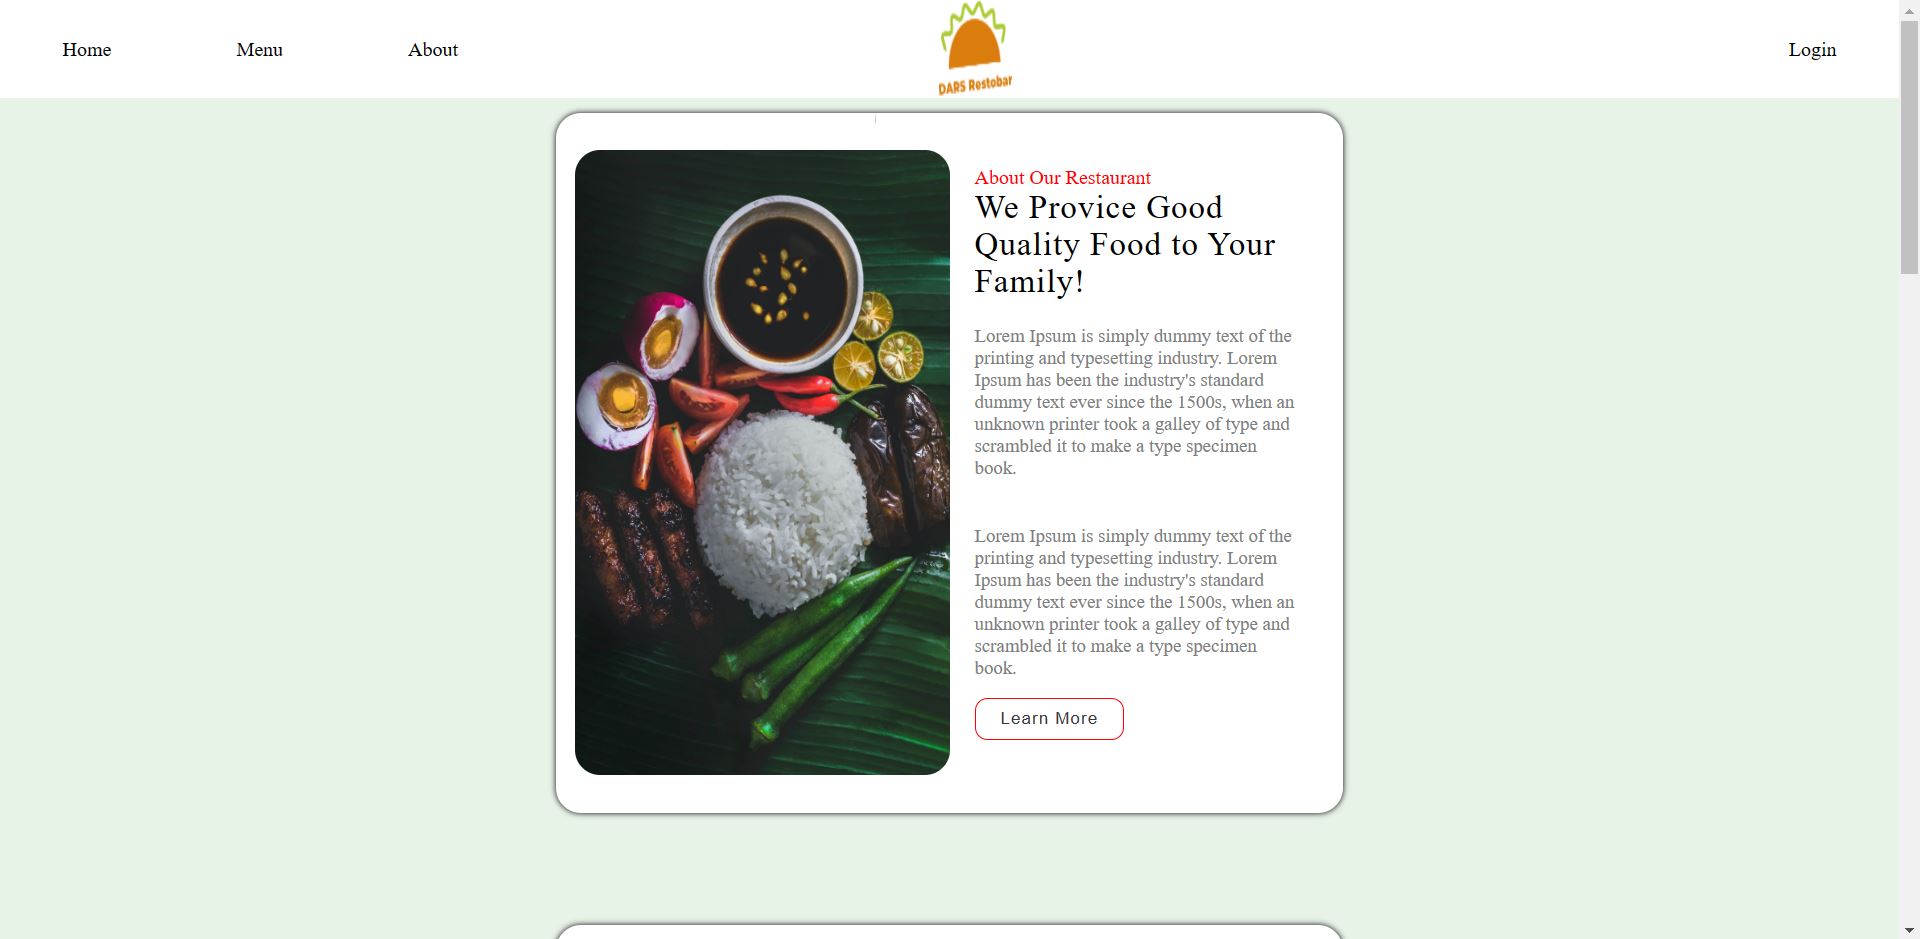 Home
Menu
About
DARS Restobar
Login
About Our Restaurant
We Provice Good
Quality Food to Your
Family!
Lorem Ipsum is simply dummy text of the
printing and typesetting industry. Lorem
Ipsum has been the industry's standard
dummy text ever since the 1500s, when an
unknown printer took a galley of type and
scrambled it to make a type specimen
book.
Lorem Ipsum is simply dummy text of the
printing and typesetting industry. Lorem
Ipsum has been the industry's standard
dummy text ever since the 1500s, when an
unknown printer took a galley of type and
scrambled it to make a type specimen
book.
Learn More